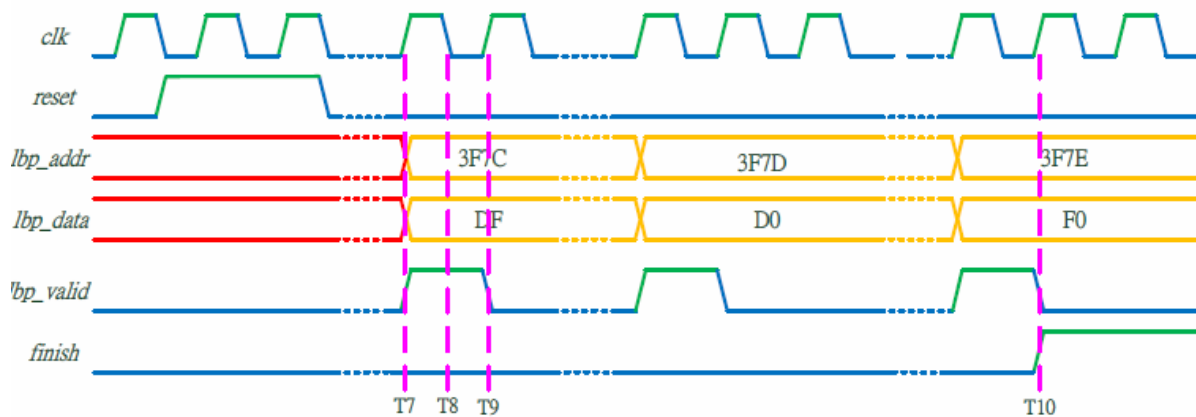 clk
reset
lbp_addr 3F7C 3F7D 3F7E
lbp_data DF D0 F0
lbp_valid
finish
T7 T8 T9 T10